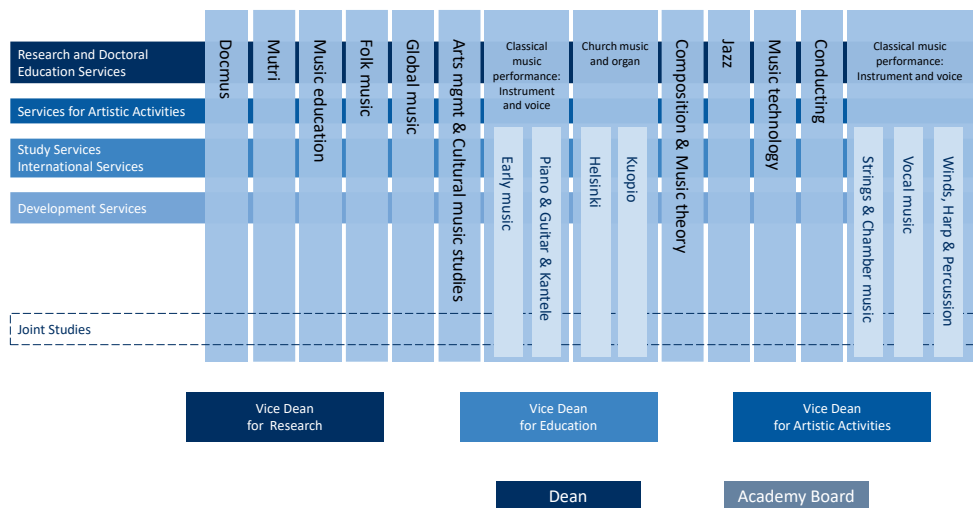 Research and Doctoral
Education Services
Services for Artistic Activities
Study Services
International Services
Development Services
Joint Studies
Docmus
Mutri
Music education
Folk music
Global music
Arts mgmt & Cultural music studies
Classical
music
performance:
Instrument
and voice
Early music
Piano & Guitar & Kantele
Church music
and organ
Helsinki
Kuopio
Composition & Music theory
Jazz
Music technology
Conducting
Classical music
performance:
Instrument and voice
Strings & Chamber music
Vocal music
Winds, Harp & Percussion
Vice Dean
for Research
Vice Dean
for Education
Vice Dean
for Artistic Activities
Dean
Academy Board